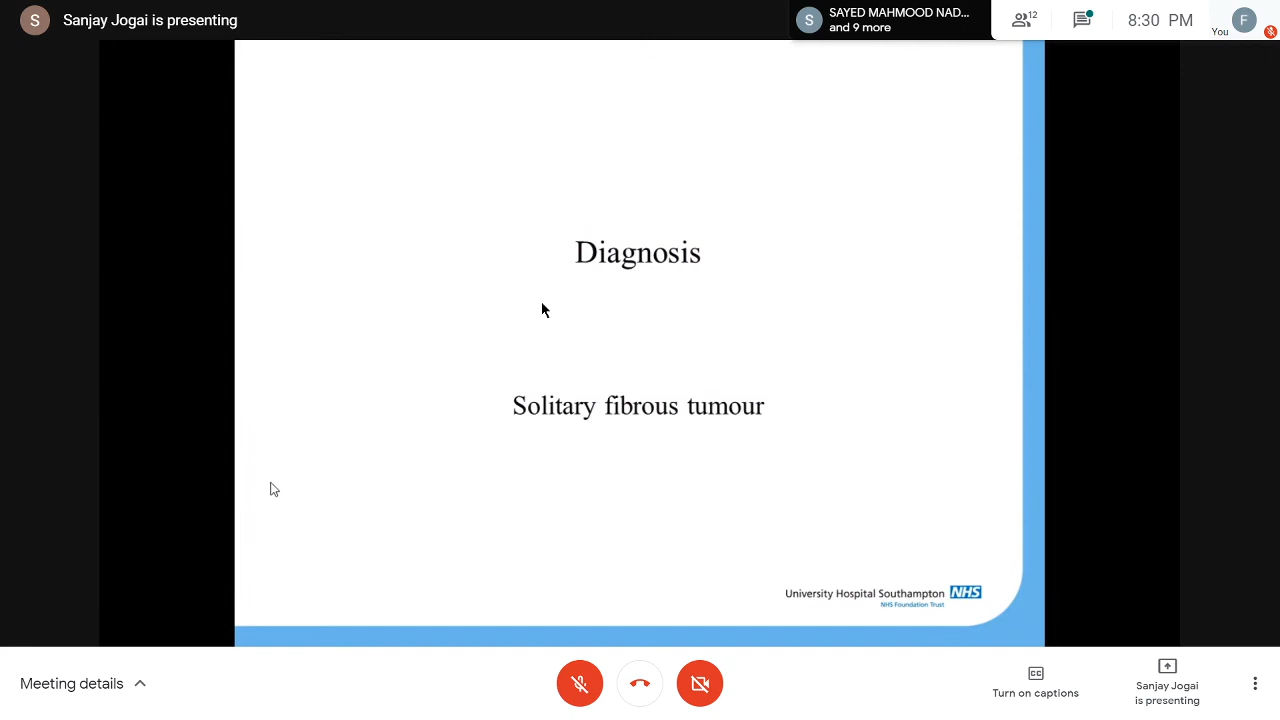 S
Sanjay Jogai is presenting
S
SAYED MAHMOOD NAD...
and 9 more
12
8:30 PM
You
F
Diagnosis
Solitary fibrous tumour
University Hospital Southampton NHS
NHS Foundation Trust
Meeting details
CC
Turn on captions
Sanjay Jogai
is presenting